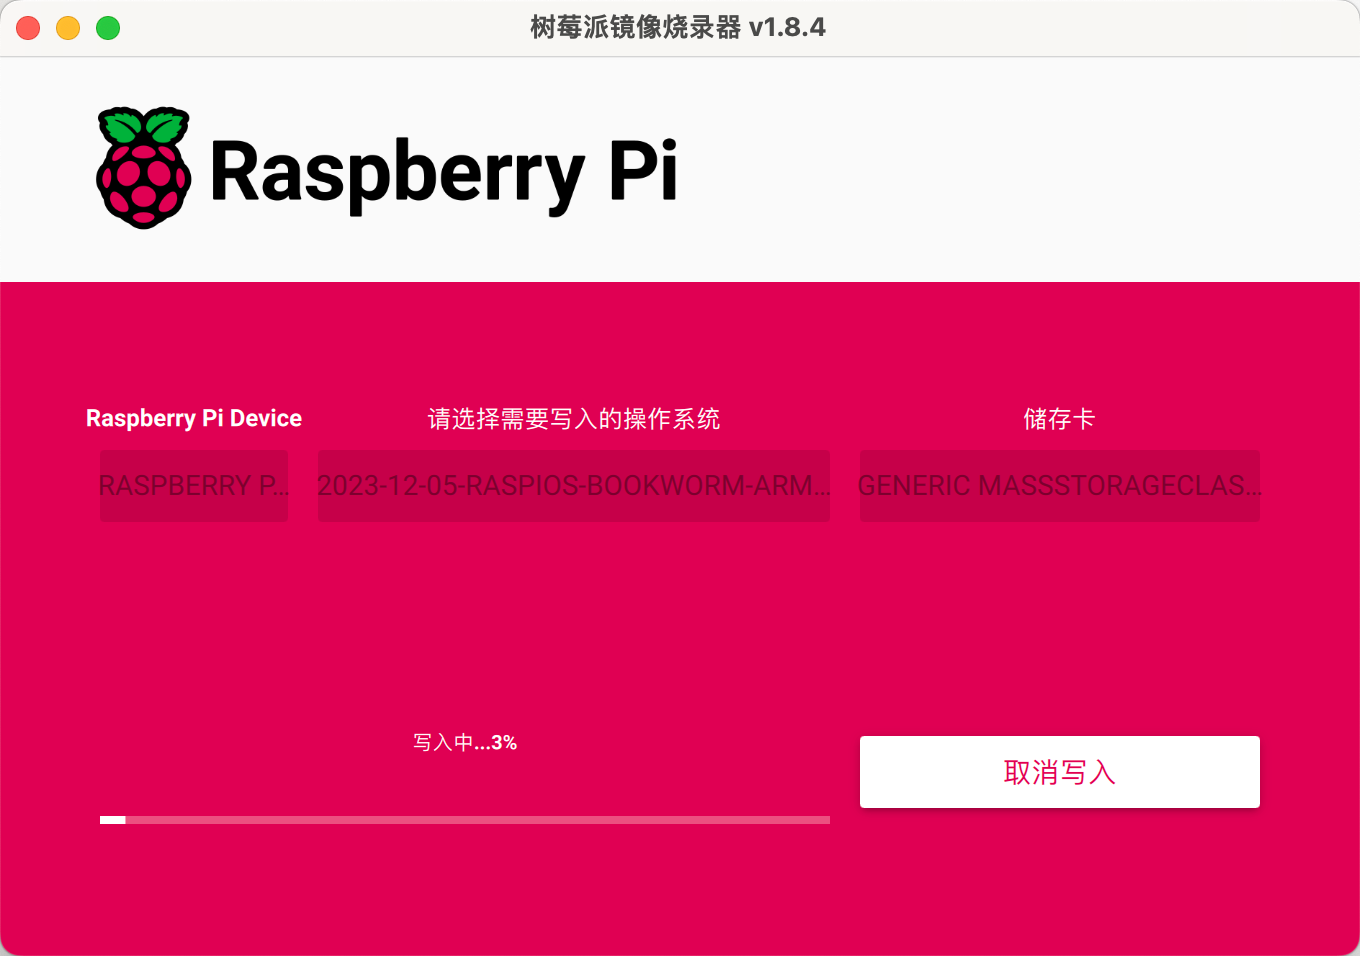 树莓派镜像烧录器 v1.8.4
Raspberry Pi
Raspberry Pi Device
请选择需要写入的操作系统
储存卡
RASPBERRY P...
2023-12-05-RASPIOS-BOOKWORM-ARM...
GENERIC MASSSTORAGECLAS...
写入中...3%
取消写入